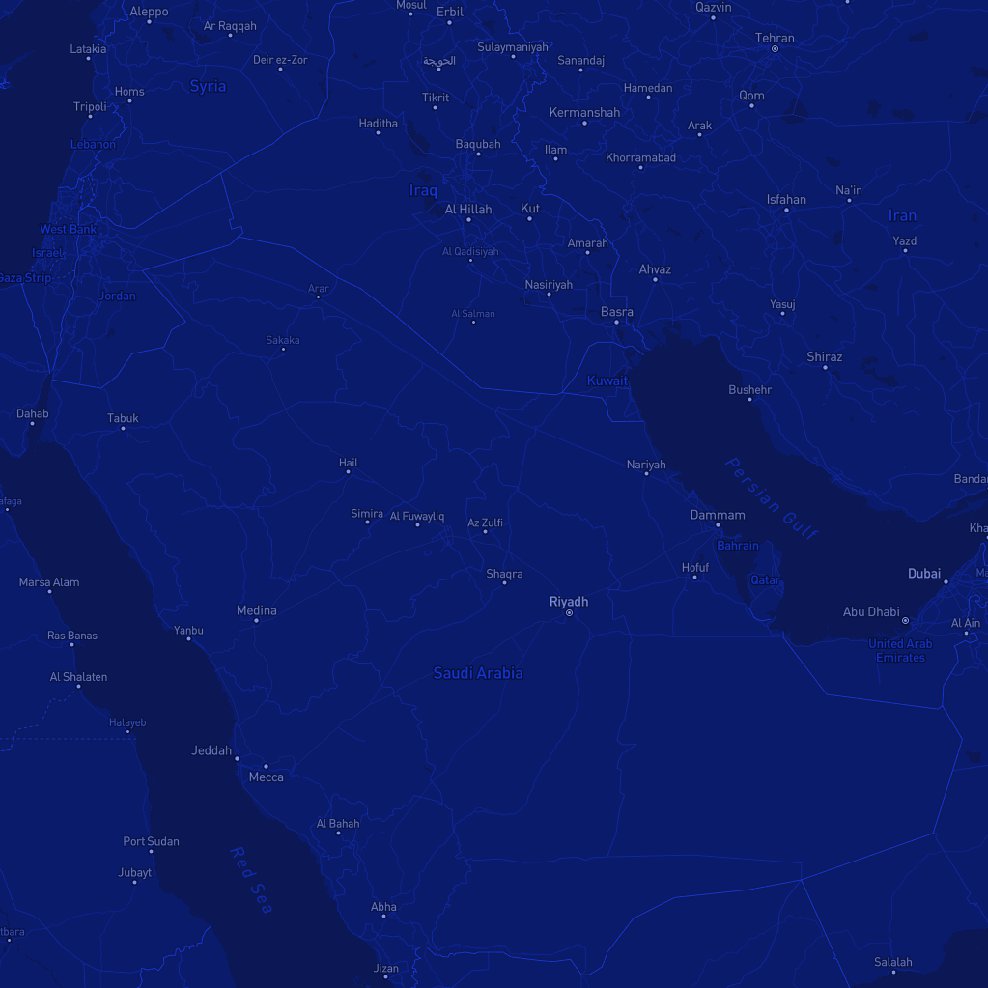 Mosul
Erbil
Qazvin
Aleppo
Ar Raqqah
Tehran
Latakia
Sulaymaniyah
Deir ez-Zor
الحويجة
Sanandaj
Syria
Homs
Hamedan
Tikrit
Qom
Tripoli
Kermanshah
Haditha
Arak
Lebanon
Baqubah
Ilam
Khorramabad
Iraq
Na'in
Isfahan
Al Hillah
Kut
Iran
West Bank
Yazd
Israel
Al Qadisiyah
Amarah
Ahvaz
Gaza Strip
Jordan
Arar
Nasiriyah
Yasuj
Al Salman
Basra
Sakaka
Shiraz
Kuwait
Bushehr
Dahab
Tabuk
Hail
Nariyah
Persian Gulf
Bandar
afaga
Simira
Al Fuwayliq
Az Zulfi
Dammam
Kha
Bahrain
Marsa Alam
Shaqra
Hofuf
Qatar
Dubai
Ma
Riyadh
Medina
Abu Dhabi
Ras Banas
Yanbu
Al Ain
United Arab
Emirates
Al Shalaten
Saudi Arabia
Halayeb
Jeddah
Mecca
Al Bahah
Port Sudan
Jubayt
Red Sea
Abha
tbara
Jizan
Salalah